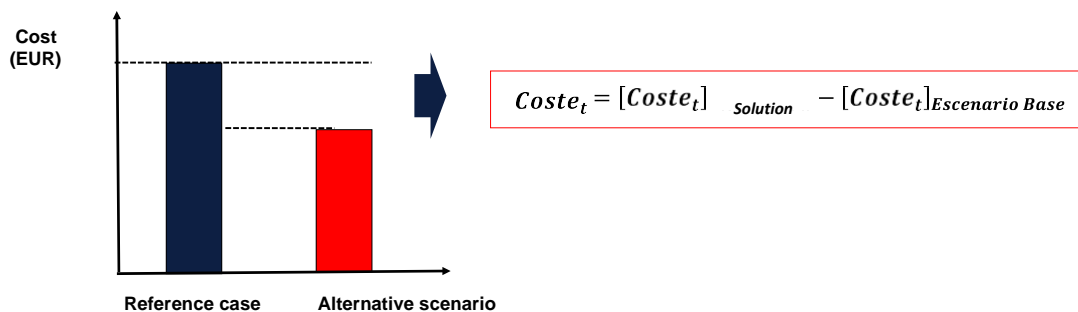 Cost
(EUR)
Coste_t = [Coste_t] Solution − [Coste_t]Escenario Base
Reference case
Alternative scenario